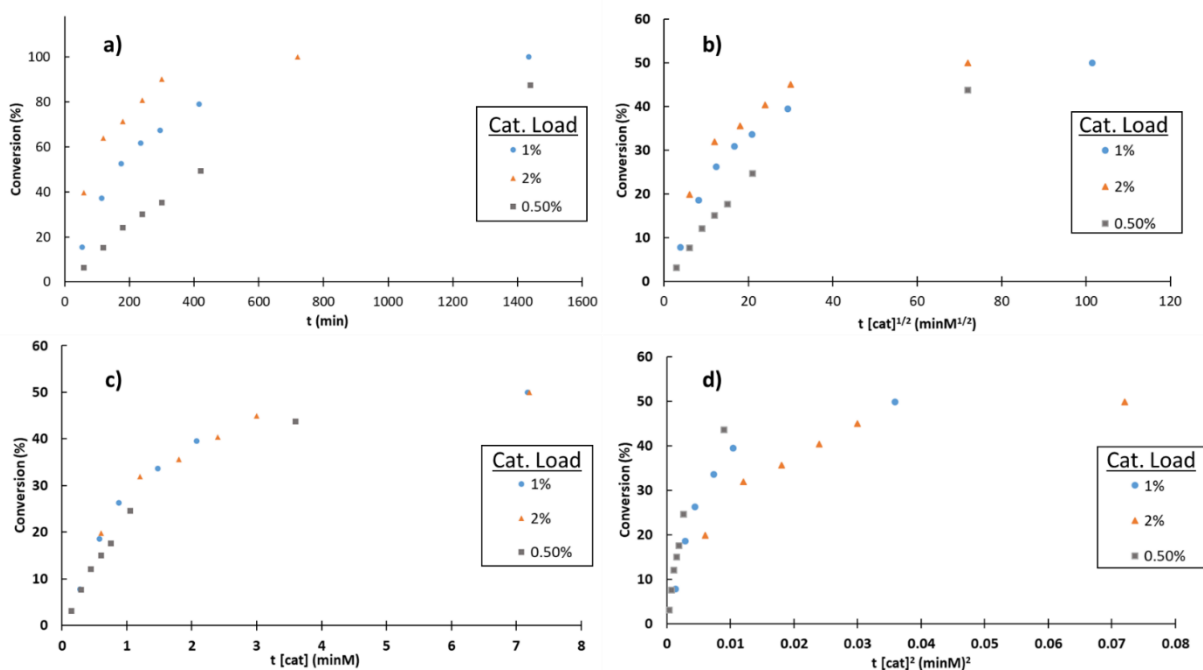 a)
Conversion (%)
100
80
60
40
20
0
0 200 400 600 800 1000 1200 1400 1600
t (min)
Cat. Load
1%
2%
0.50%
b)
Conversion (%)
60
50
40
30
20
10
0
0 20 40 60 80 100 120
t [cat]¹/² (minM¹/²)
Cat. Load
1%
2%
0.50%
c)
Conversion (%)
60
50
40
30
20
10
0
0 1 2 3 4 5 6 7 8
t [cat] (minM)
Cat. Load
1%
2%
0.50%
d)
Conversion (%)
60
50
40
30
20
10
0
0 0.01 0.02 0.03 0.04 0.05 0.06 0.07 0.08
t [cat]² (minM)²
Cat. Load
1%
2%
0.50%